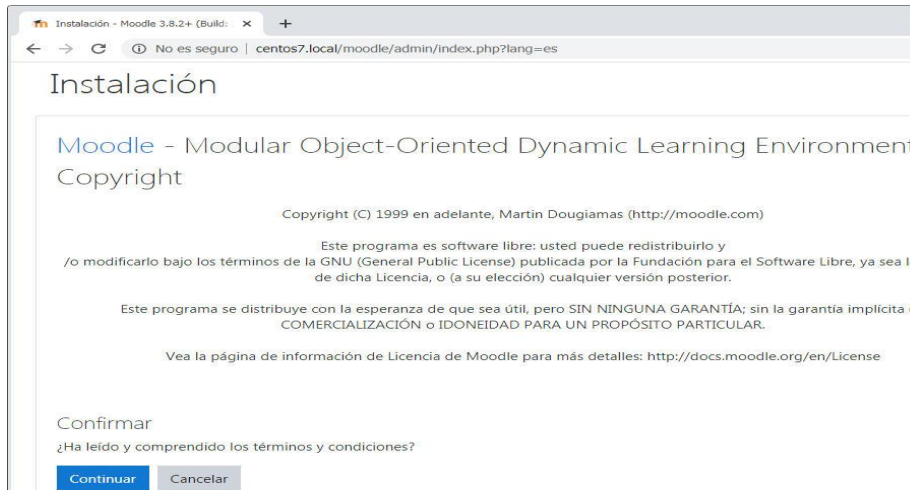 Instalación - Moodle 3.8.2+ (Build:
No es seguro | centos7.local/moodle/admin/index.php?lang=es
Instalación
Moodle - Modular Object-Oriented Dynamic Learning Environment
Copyright
Copyright (C) 1999 en adelante, Martin Dougiamas (http://moodle.com)
Este programa es software libre: usted puede redistribuirlo y
/o modificarlo bajo los términos de la GNU (General Public License) publicada por la Fundación para el Software Libre, ya sea l
de dicha Licencia, o (a su elección) cualquier versión posterior.
Este programa se distribuye con la esperanza de que sea útil, pero SIN NINGUNA GARANTÍA; sin la garantía implícita
COMERCIALIZACIÓN o IDONEIDAD PARA UN PROPÓSITO PARTICULAR.
Vea la página de información de Licencia de Moodle para más detalles: http://docs.moodle.org/en/License
Confirmar
¿Ha leído y comprendido los términos y condiciones?
Continuar Cancelar